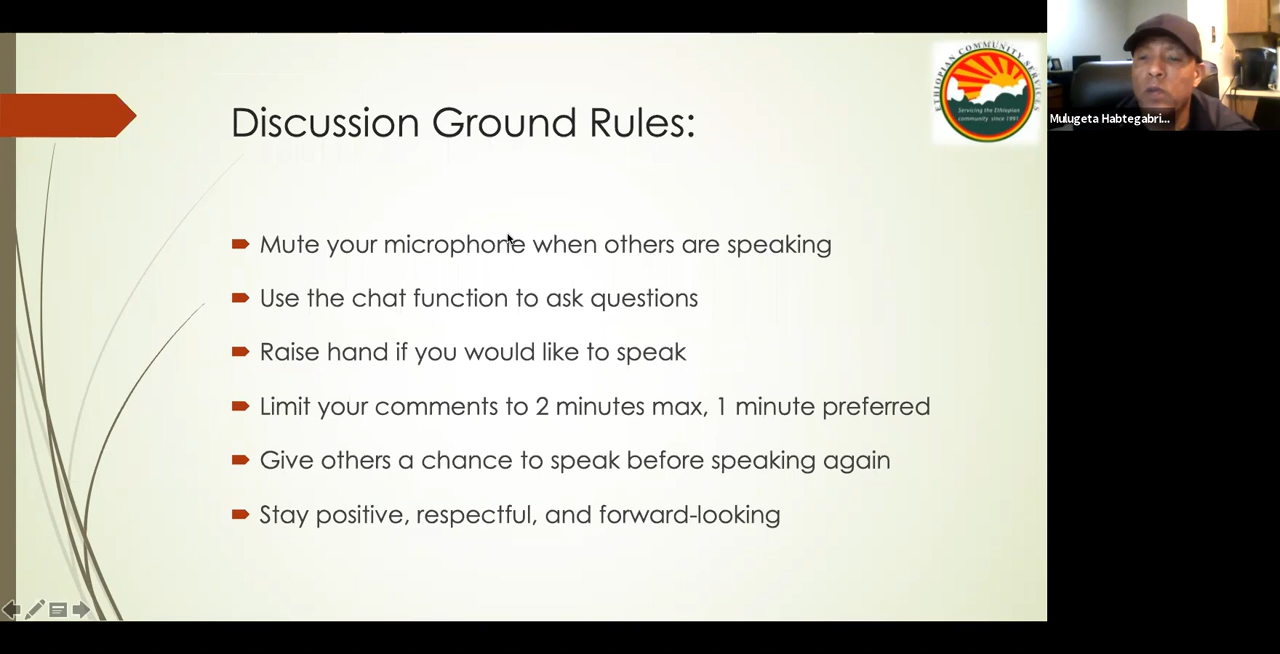 Discussion Ground Rules:
ETHIOPIAN COMMUNITY SERVICES
Servicing the Ethiopian
community since 1991
Mulugeta Habtegabri...
Mute your microphone when others are speaking
Use the chat function to ask questions
Raise hand if you would like to speak
Limit your comments to 2 minutes max, 1 minute preferred
Give others a chance to speak before speaking again
Stay positive, respectful, and forward-looking